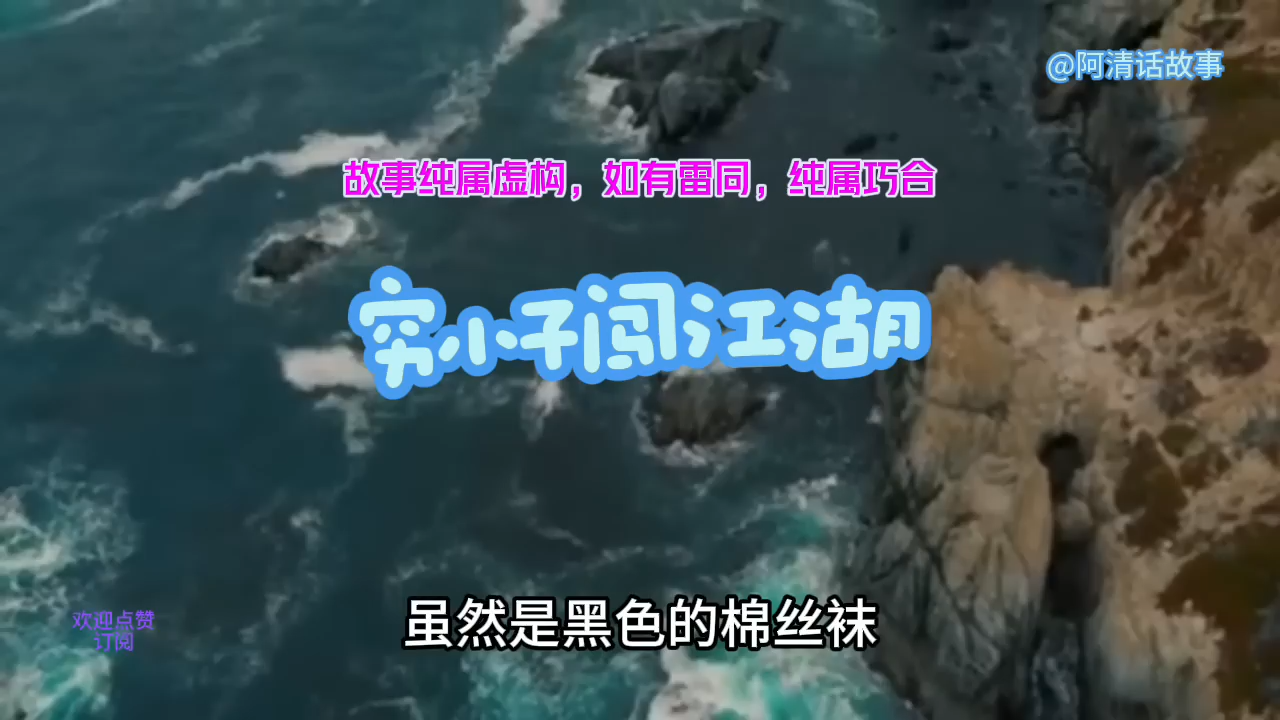 @阿清话故事
故事纯属虚构，如有雷同，纯属巧合
穷小子闯江湖
虽然是黑色的棉丝袜
欢迎点赞
订阅